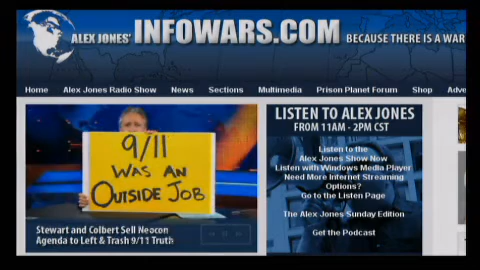 ALEX JONES' INFOWARS.COM BECAUSE THERE IS A WAR
Home Alex Jones Radio Show News Sections Multimedia Prison Planet Forum Shop Adve
9/11
WAS AN
OUTSIDE JOB
Stewart and Colbert Sell Neocon
Agenda to Left & Trash 9/11 Truth
LISTEN TO ALEX JONES
FROM 11AM - 2PM CST
Listen to the
Alex Jones Show Now
Listen with Windows Media Player
Need More Internet Streaming
Options?
Go to the Listen Page
The Alex Jones Sunday Edition
Get the Podcast